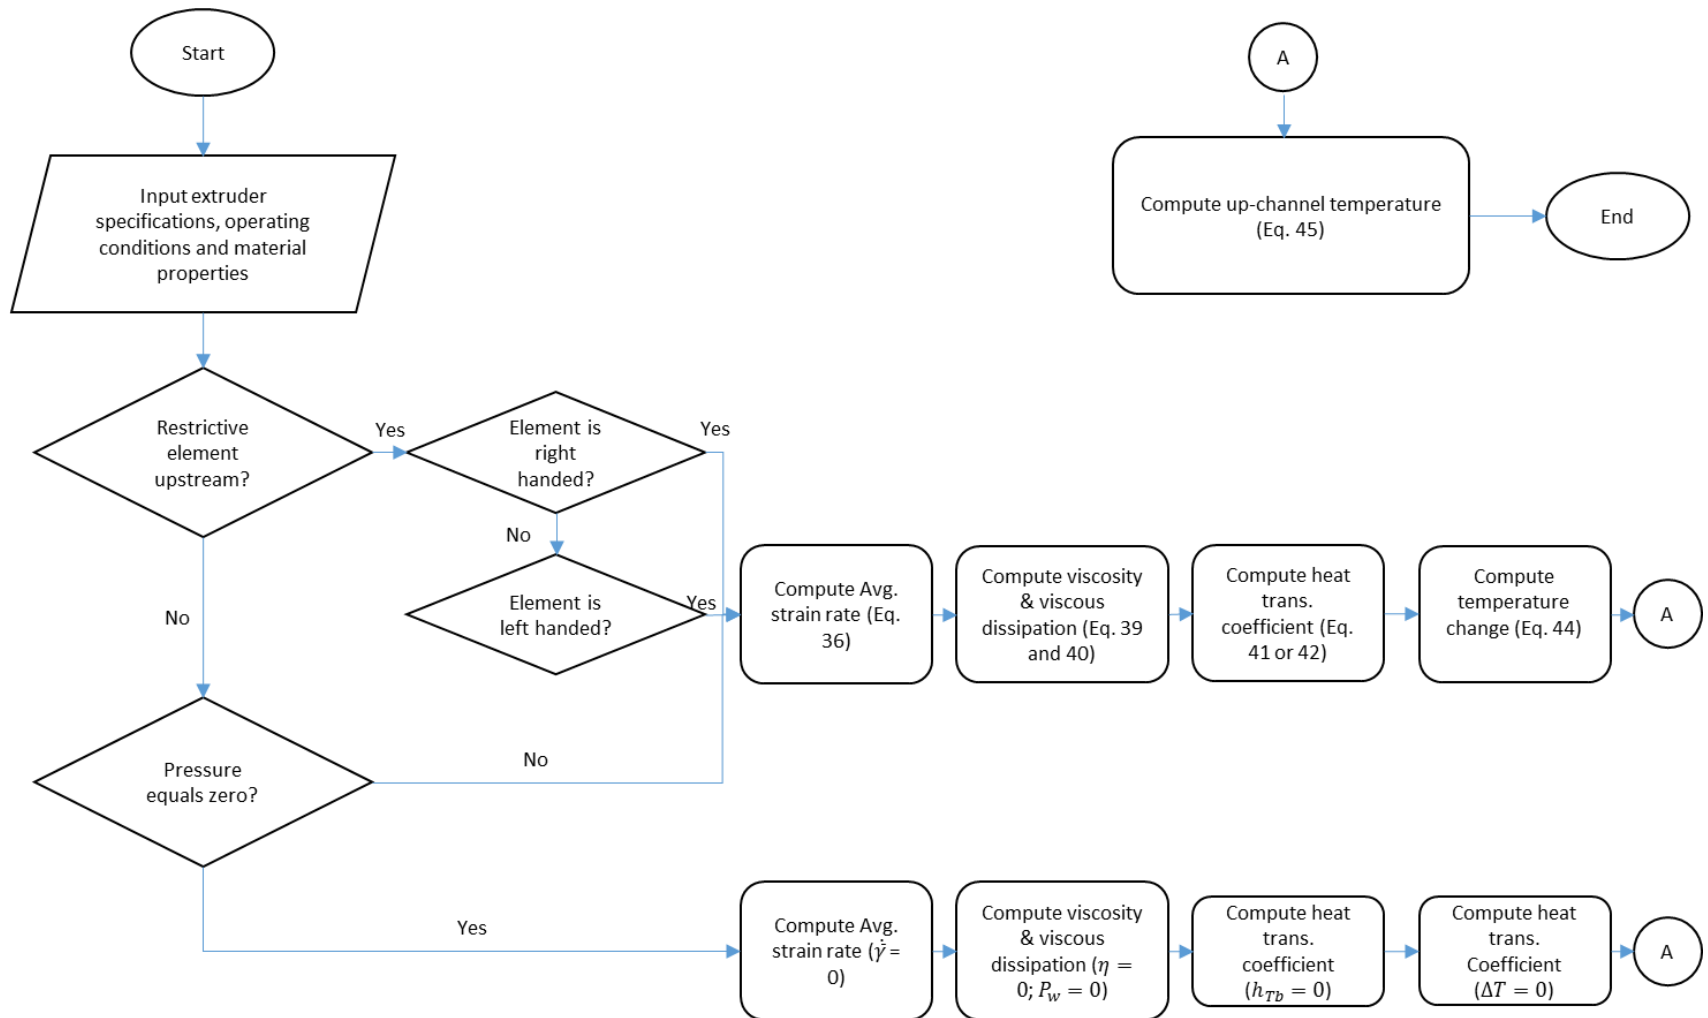 Start
A
Input extruder
specifications, operating
conditions and material
properties
Compute up-channel temperature
(Eq. 45)
End
Restrictive
element
upstream?
Yes
Element is
right
handed?
Yes
No
Element is
left handed?
Yes
Compute Avg.
strain rate (Eq.
36)
Compute viscosity
& viscous
dissipation (Eq. 39
and 40)
Compute heat
trans.
coefficient (Eq.
41 or 42)
Compute
temperature
change (Eq. 44)
A
No
Pressure
equals zero?
No
Yes
Compute Avg.
strain rate (γ̇ =
0)
Compute viscosity
& viscous
dissipation (η =
0; P_w = 0)
Compute heat
trans.
coefficient
(h_Tb = 0)
Compute heat
trans.
Coefficient
(ΔT = 0)
A